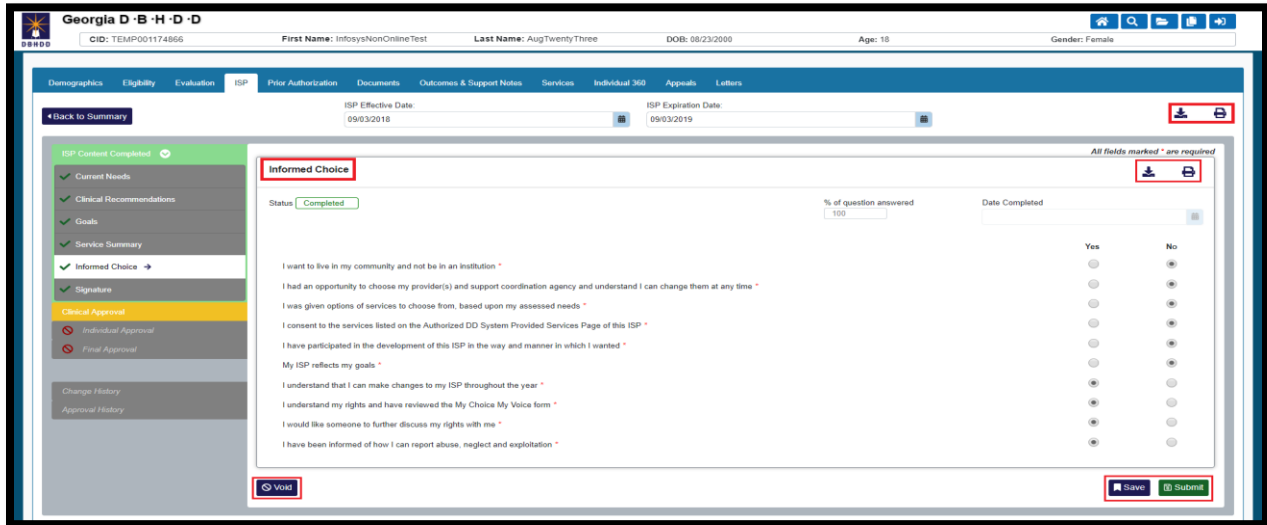 Georgia D ·B ·H ·D ·D
DBHDD
CID: TEMP001174866 First Name: InfosysNonOnlineTest Last Name: AugTwentyThree DOB: 08/23/2000 Age: 18 Gender: Female
Demographics Eligibility Evaluation ISP Prior Authorization Documents Outcomes & Support Notes Services Individual 360 Appeals Letters
Back to Summary
ISP Effective Date:
09/03/2018
ISP Expiration Date:
09/03/2019
ISP Content Completed
Current Needs
Clinical Recommendations
Goals
Service Summary
Informed Choice
Signature
Clinical Approval
Individual Approval
Final Approval
Change History
Approval History
All fields marked * are required
Informed Choice
Status Completed
% of question answered
100
Date Completed
Yes No
I want to live in my community and not be in an institution *
I had an opportunity to choose my provider(s) and support coordination agency and understand I can change them at any time *
I was given options of services to choose from, based upon my assessed needs *
I consent to the services listed on the Authorized DD System Provided Services Page of this ISP *
I have participated in the development of this ISP in the way and manner in which I wanted *
My ISP reflects my goals *
I understand that I can make changes to my ISP throughout the year *
I understand my rights and have reviewed the My Choice My Voice form *
I would like someone to further discuss my rights with me *
I have been informed of how I can report abuse, neglect and exploitation *
Void
Save Submit